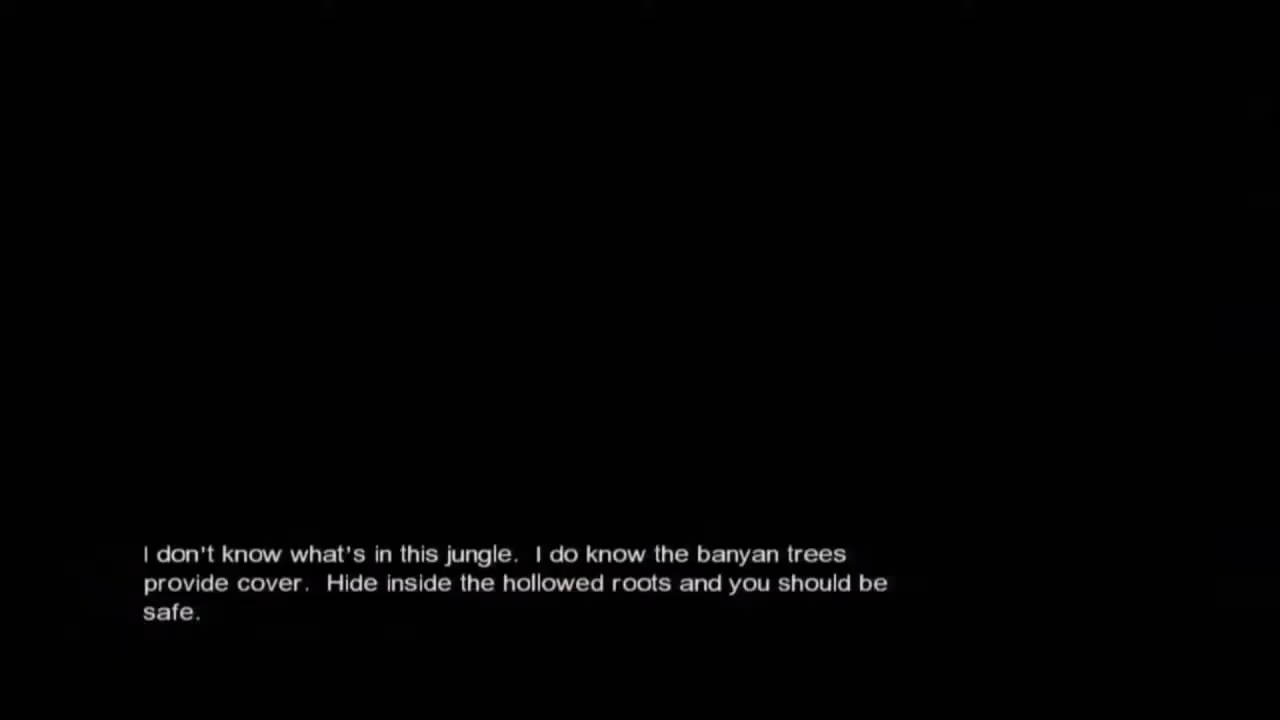 I don't know what's in this jungle.  I do know the banyan trees
provide cover.  Hide inside the hollowed roots and you should be
safe.